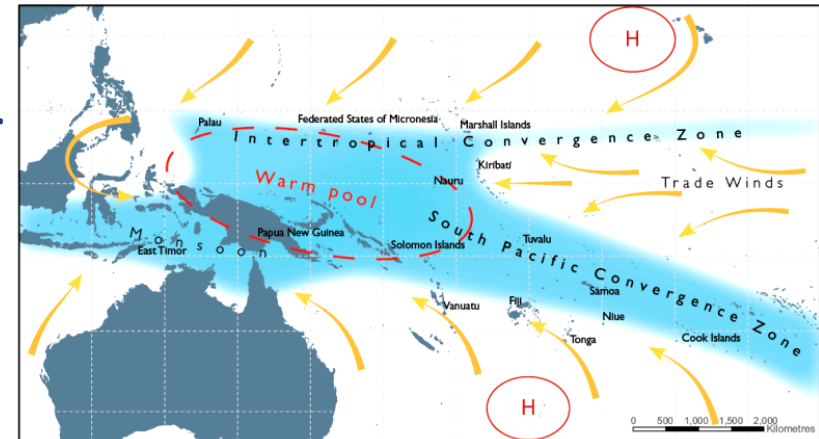 H
Palau
Federated States of Micronesia
Marshall Islands
Intertropical Convergence Zone
Kiribati
Warm pool
Nauru
Trade Winds
South Pacific Convergence Zone
Monsoon
Papua New Guinea
Solomon Islands
Tuvalu
East Timor
Samoa
Vanuatu
Fiji
Niue
Tonga
Cook Islands
H
0 500 1,000 1,500 2,000
Kilometres